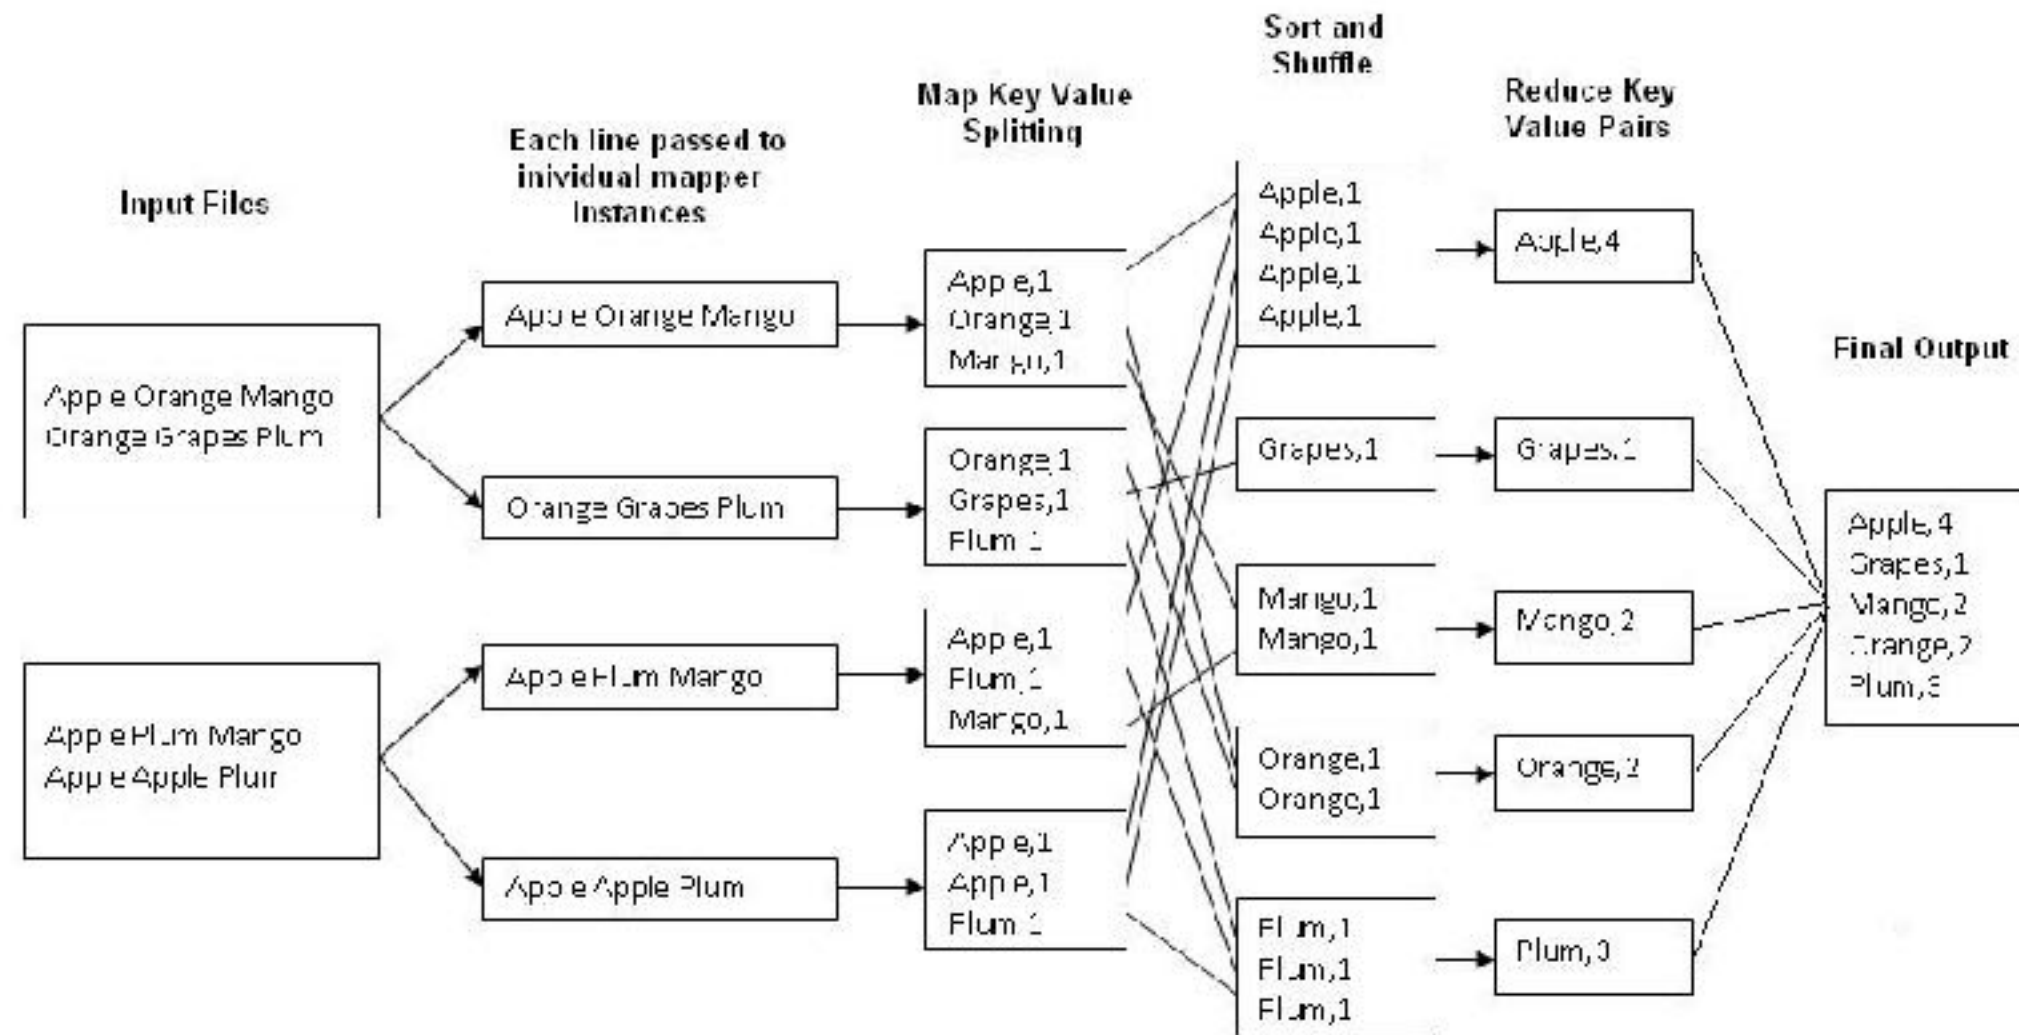 Input Files
Apple Orange Mango
Orange Grapes Plum
Apple Plum Mango
Apple Apple Plum
Each line passed to
inividual mapper
Instances
Apple Orange Mango
Orange Grapes Plum
Apple Plum Mango
Apple Apple Plum
Map Key Value
Splitting
Apple,1
Orange,1
Mango,1
Orange,1
Grapes,1
Plum,1
Apple,1
Plum,1
Mango,1
Apple,1
Apple,1
Plum,1
Sort and
Shuffle
Apple,1
Apple,1
Apple,1
Apple,1
Grapes,1
Mango,1
Mango,1
Orange,1
Orange,1
Plum,1
Plum,1
Plum,1
Reduce Key
Value Pairs
Apple,4
Grapes,1
Mango,2
Orange,2
Plum,3
Final Output
Apple,4
Grapes,1
Mango,2
Orange,2
Plum,3